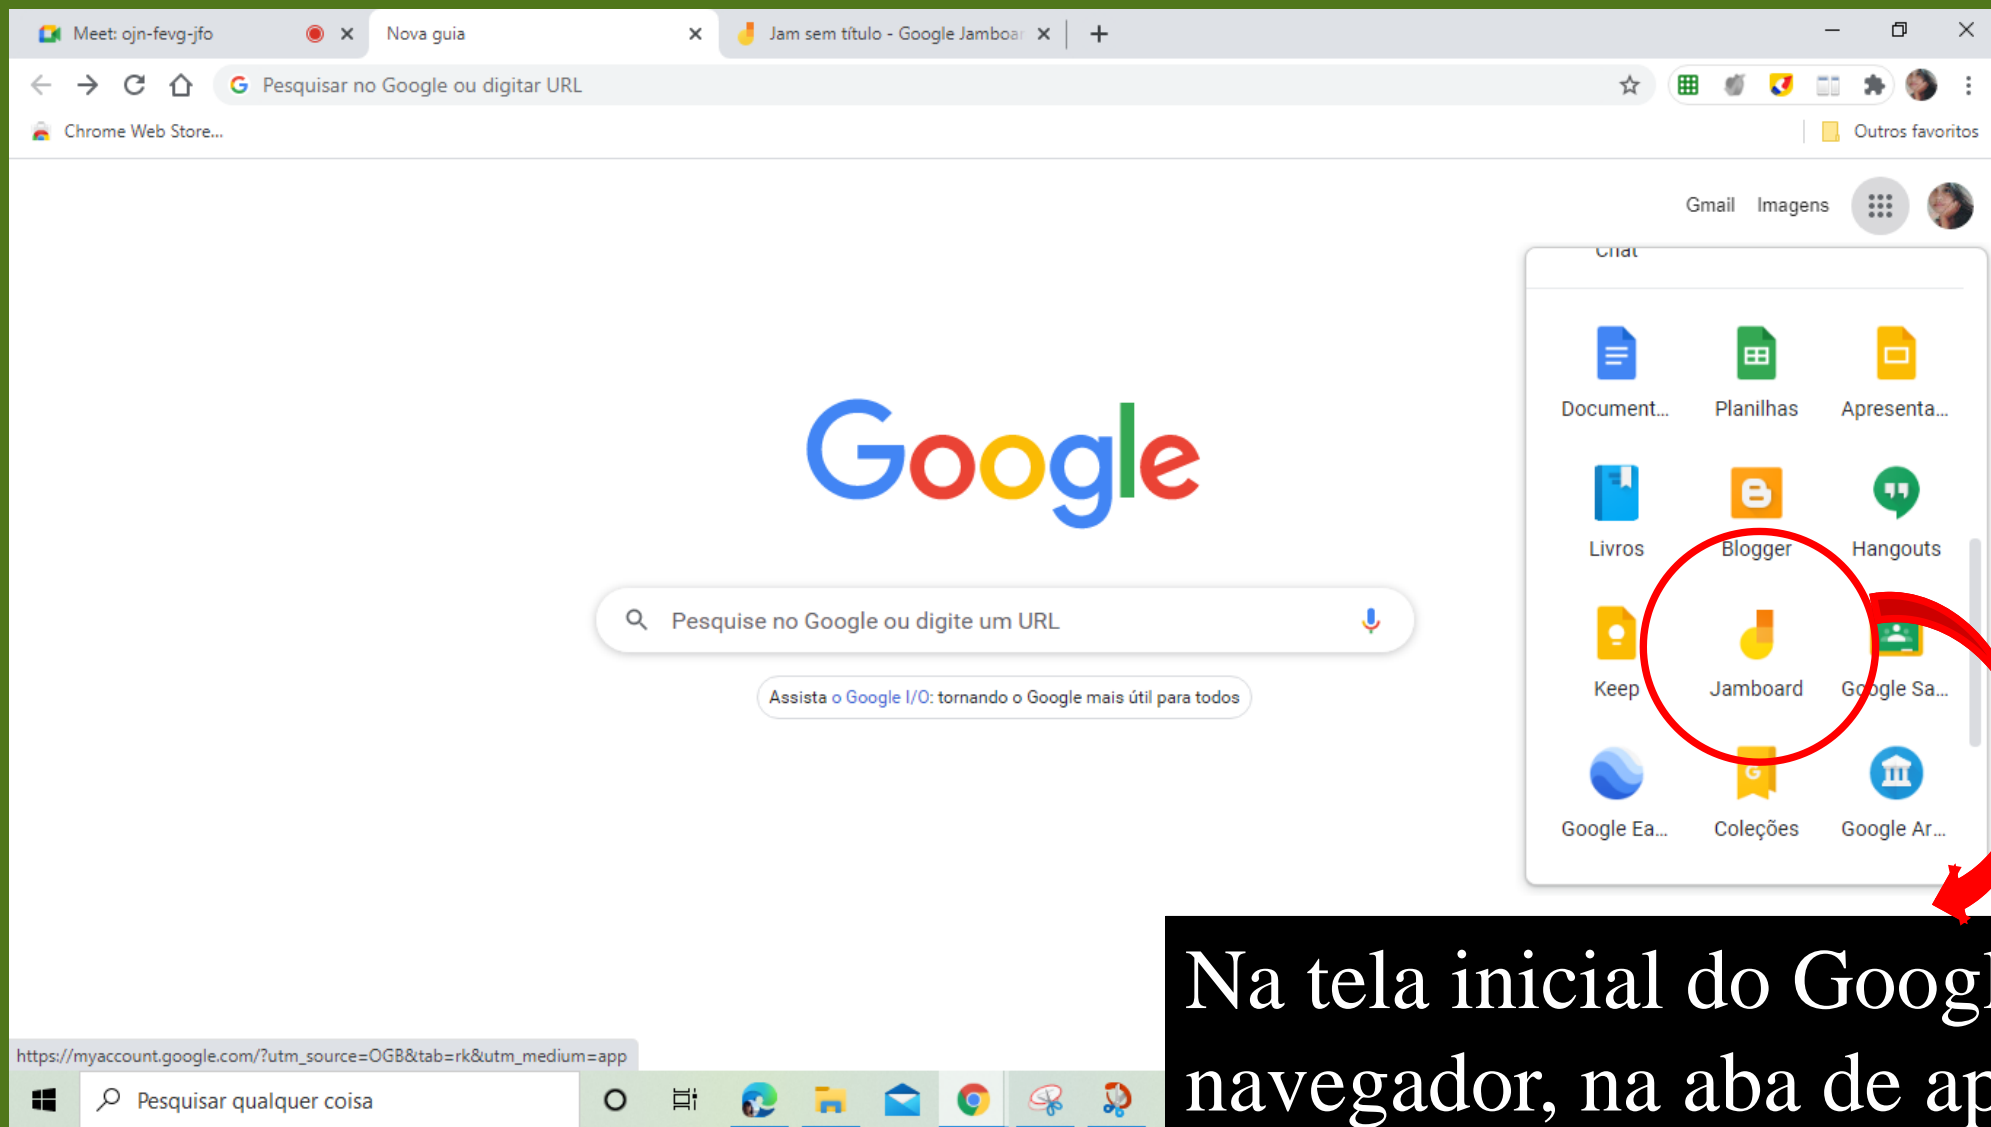 Meet: ojn-fevg-jfo
Nova guia
Jam sem título - Google Jamboar
Pesquisar no Google ou digitar URL
Chrome Web Store...
Outros favoritos
Gmail Imagens
Chat
Document... Planilhas Apresenta...
Livros Blogger Hangouts
Keep Jamboard Google Sa...
Google Ea... Coleções Google Ar...
Google
Pesquise no Google ou digite um URL
Assista o Google I/O: tornando o Google mais útil para todos
Na tela inicial do Googl
navegador, na aba de ap
https://myaccount.google.com/?utm_source=OGB&tab=rk&utm_medium=app
Pesquisar qualquer coisa